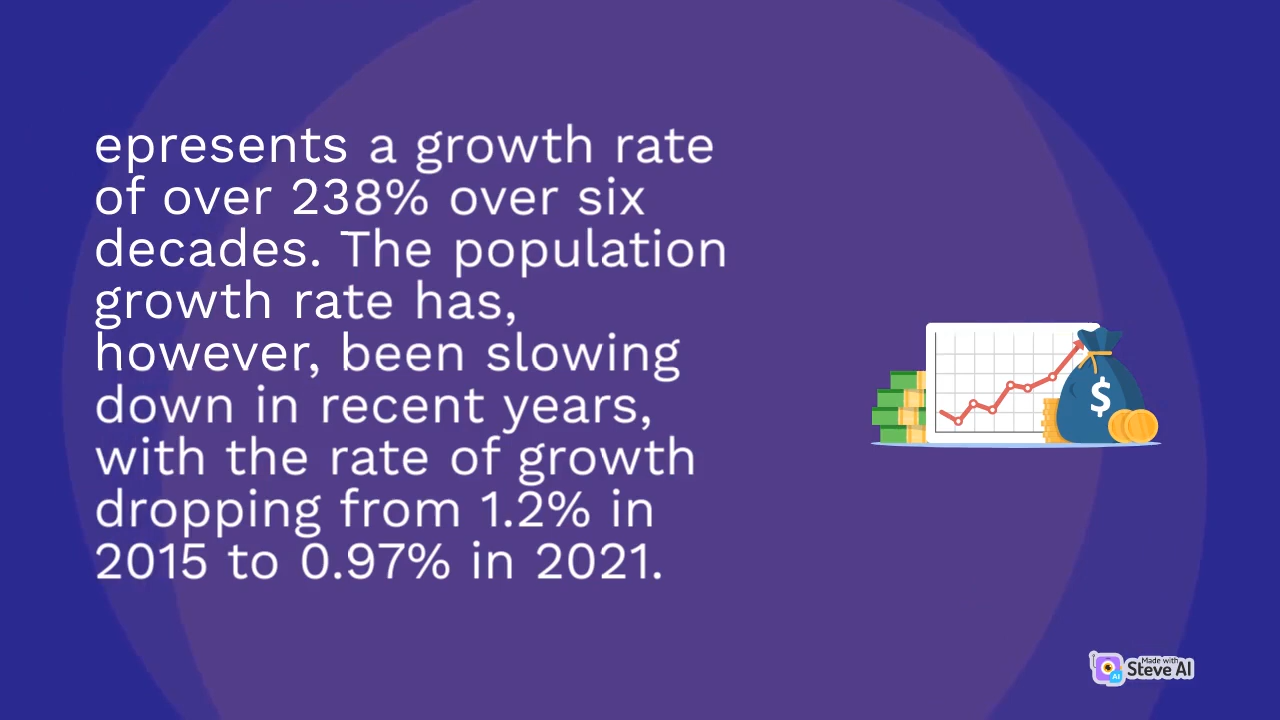 epresents a growth rate
of over 238% over six
decades. The population
growth rate has,
however, been slowing
down in recent years,
with the rate of growth
dropping from 1.2% in
2015 to 0.97% in 2021.
$
Made with
Steve AI
AI